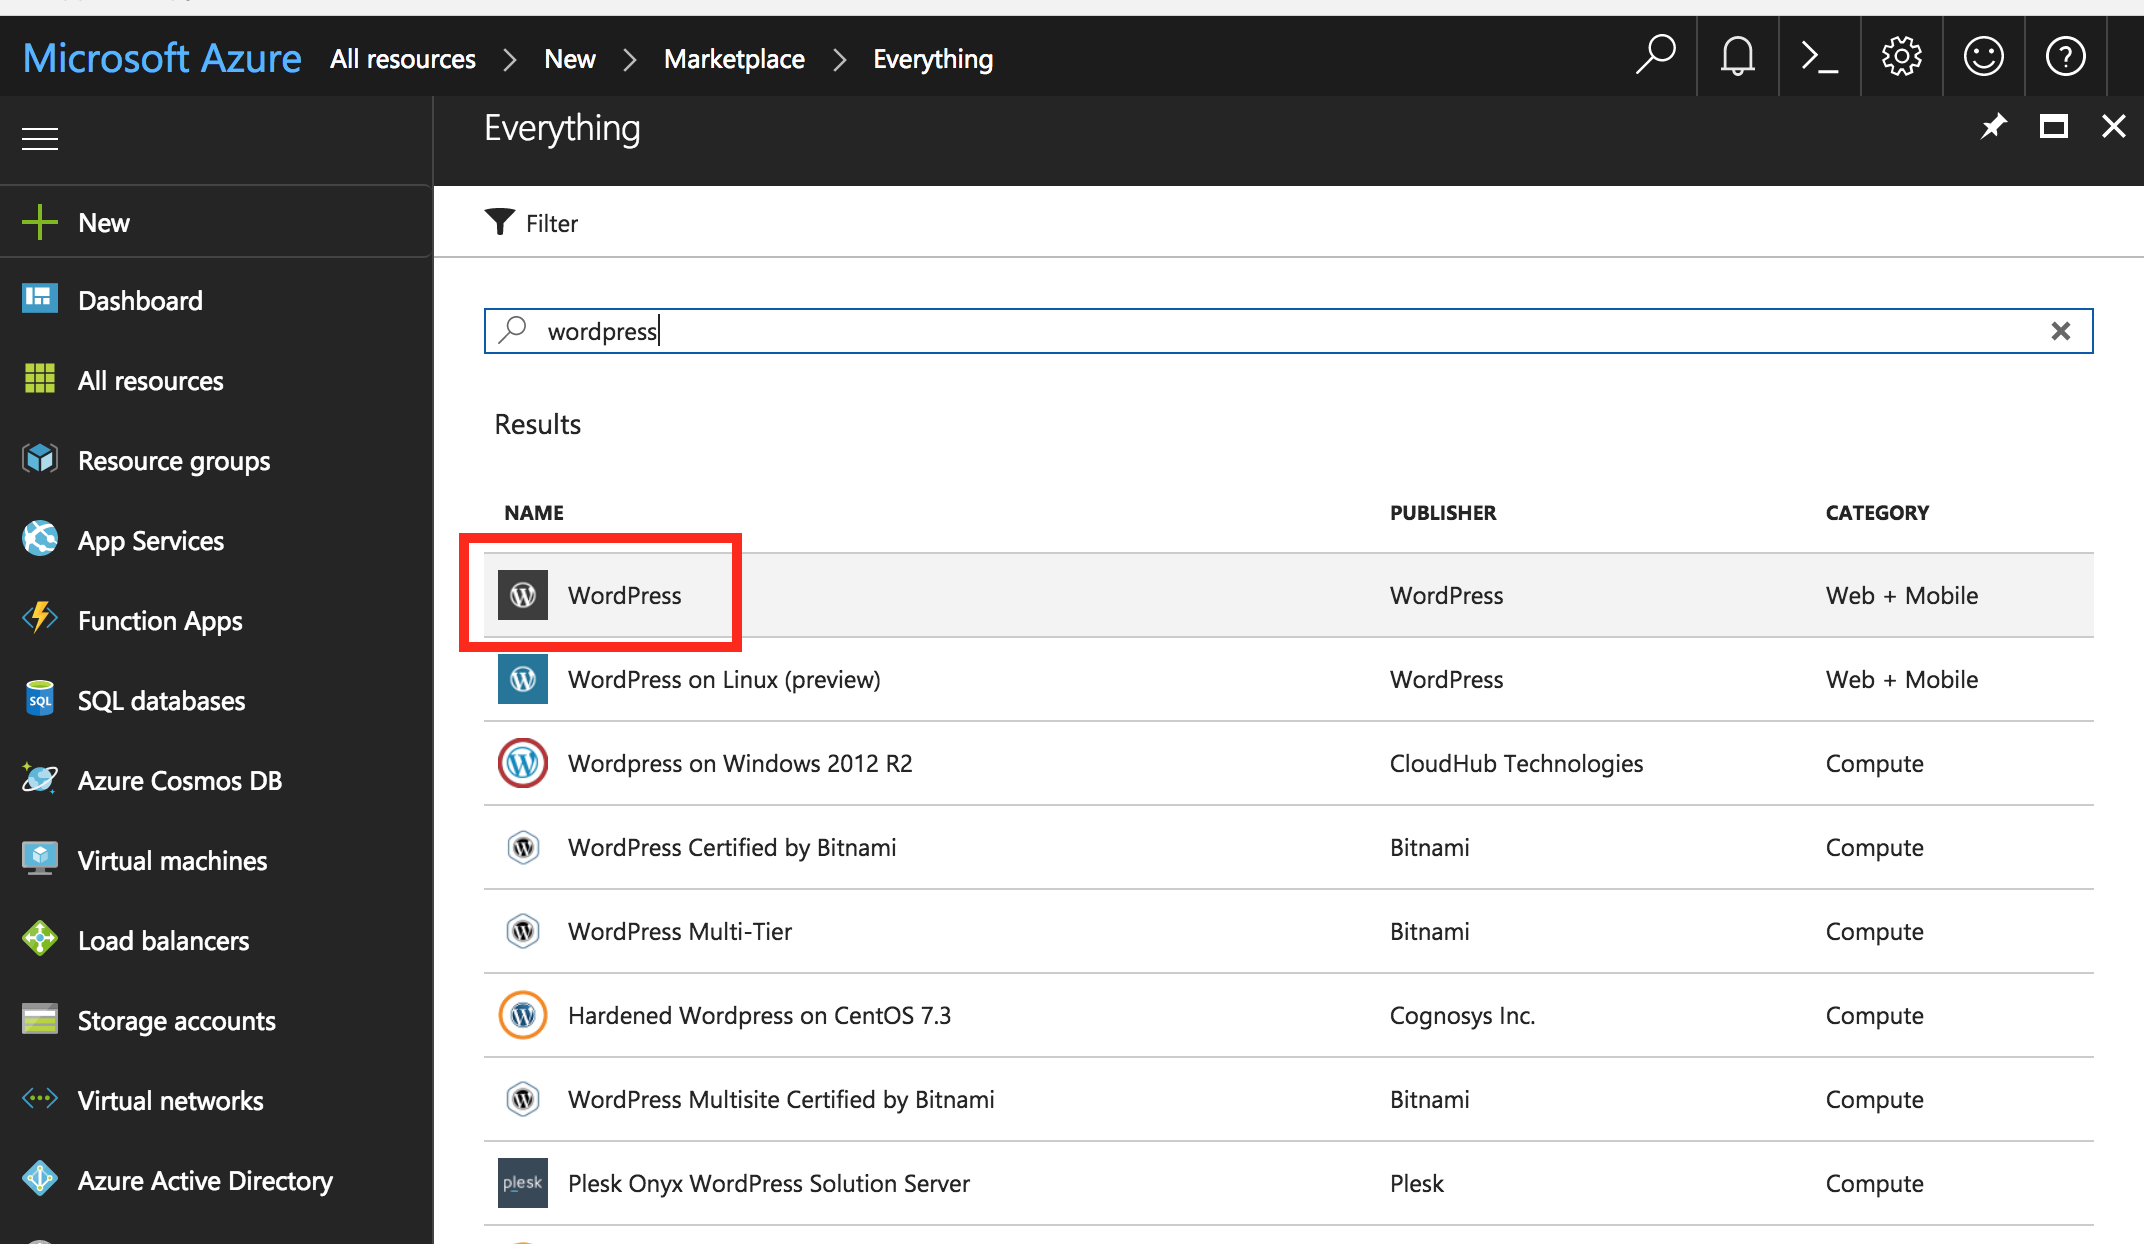 Microsoft Azure All resources > New > Marketplace > Everything
Everything
New
Dashboard
All resources
Resource groups
App Services
Function Apps
SQL databases
SQL
Azure Cosmos DB
Virtual machines
Load balancers
Storage accounts
Virtual networks
Azure Active Directory
Filter
wordpress
Results
NAME PUBLISHER CATEGORY
WordPress WordPress Web + Mobile
WordPress on Linux (preview) WordPress Web + Mobile
Wordpress on Windows 2012 R2 CloudHub Technologies Compute
WordPress Certified by Bitnami Bitnami Compute
WordPress Multi-Tier Bitnami Compute
Hardened Wordpress on CentOS 7.3 Cognosys Inc. Compute
WordPress Multisite Certified by Bitnami Bitnami Compute
plesk Plesk Onyx WordPress Solution Server Plesk Compute